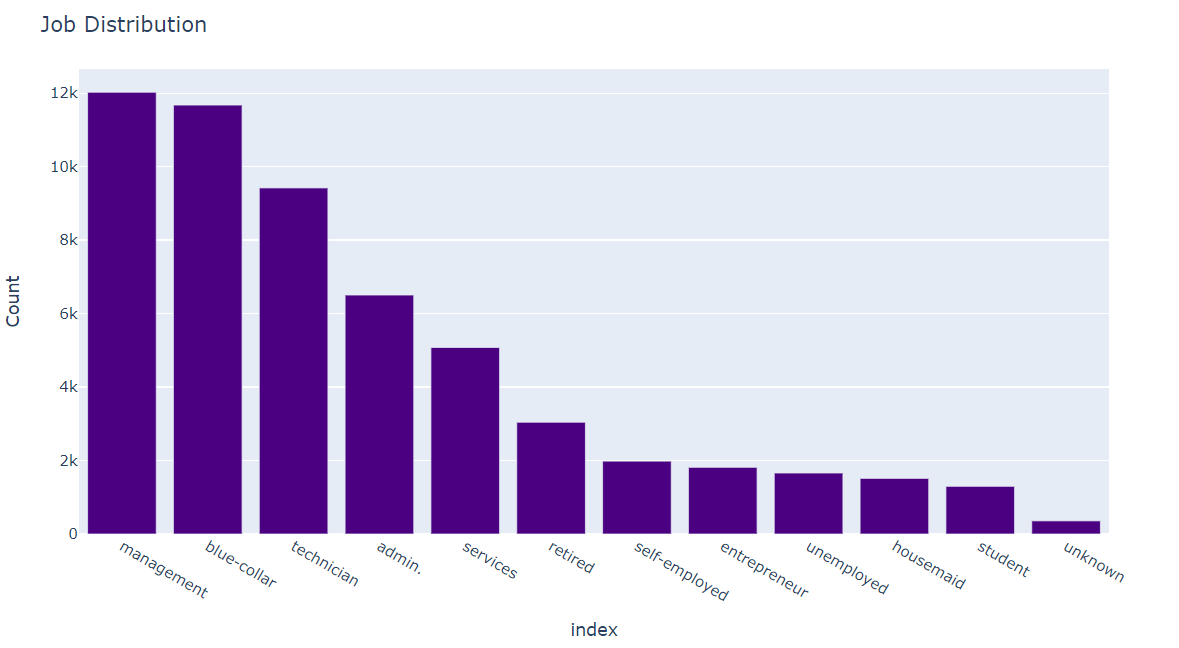 Job Distribution
Count
12k
10k
8k
6k
4k
2k
0
management
blue-collar
technician
admin.
services
retired
self-employed
entrepreneur
unemployed
housemaid
student
unknown
index